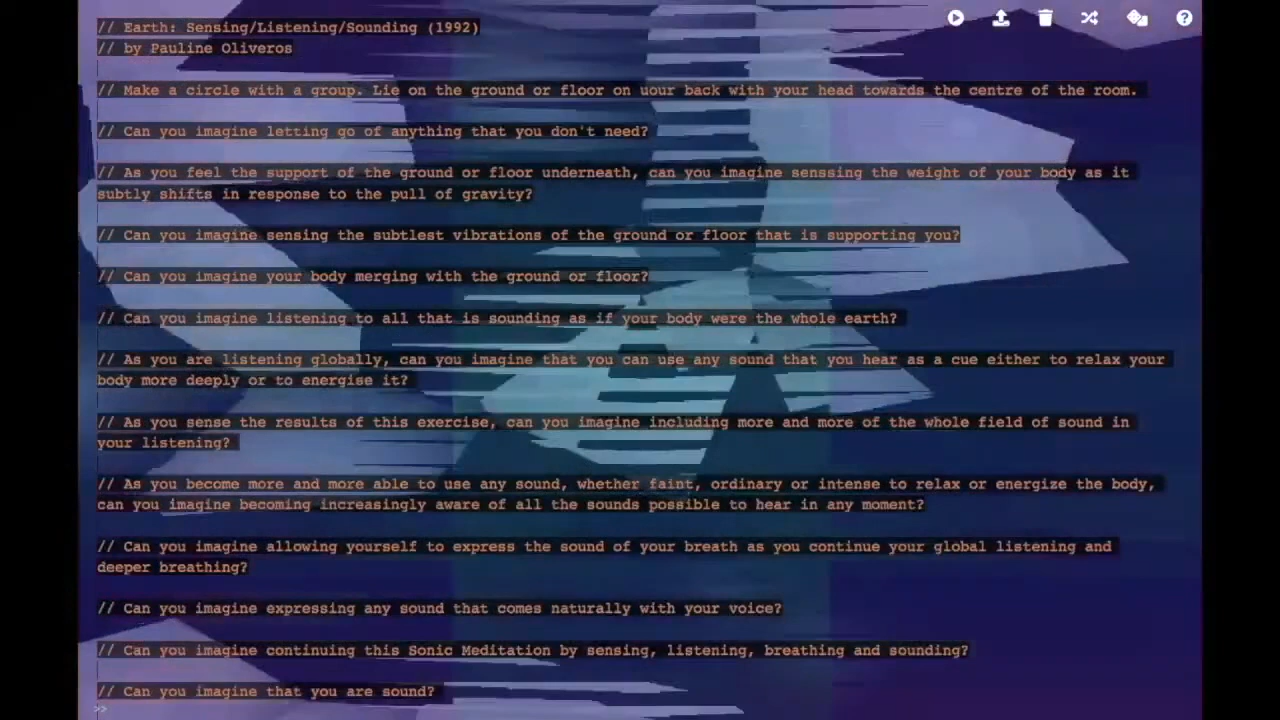 // Earth: Sensing/Listening/Sounding (1992)
// by Pauline Oliveros
// Make a circle with a group. Lie on the ground or floor on uour back with your head towards the centre of the room.
// Can you imagine letting go of anything that you don't need?
// As you feel the support of the ground or floor underneath, can you imagine senssing the weight of your body as it
subtly shifts in response to the pull of gravity?
// Can you imagine sensing the subtlest vibrations of the ground or floor that is supporting you?
// Can you imagine your body merging with the ground or floor?
// Can you imagine listening to all that is sounding as if your body were the whole earth?
// As you are listening globally, can you imagine that you can use any sound that you hear as a cue either to relax your
body more deeply or to energise it?
// As you sense the results of this exercise, can you imagine including more and more of the whole field of sound in
your listening?
// As you become more and more able to use any sound, whether faint, ordinary or intense to relax or energize the body,
can you imagine becoming increasingly aware of all the sounds possible to hear in any moment?
// Can you imagine allowing yourself to express the sound of your breath as you continue your global listening and
deeper breathing?
// Can you imagine expressing any sound that comes naturally with your voice?
// Can you imagine continuing this Sonic Meditation by sensing, listening, breathing and sounding?
// Can you imagine that you are sound?
>>